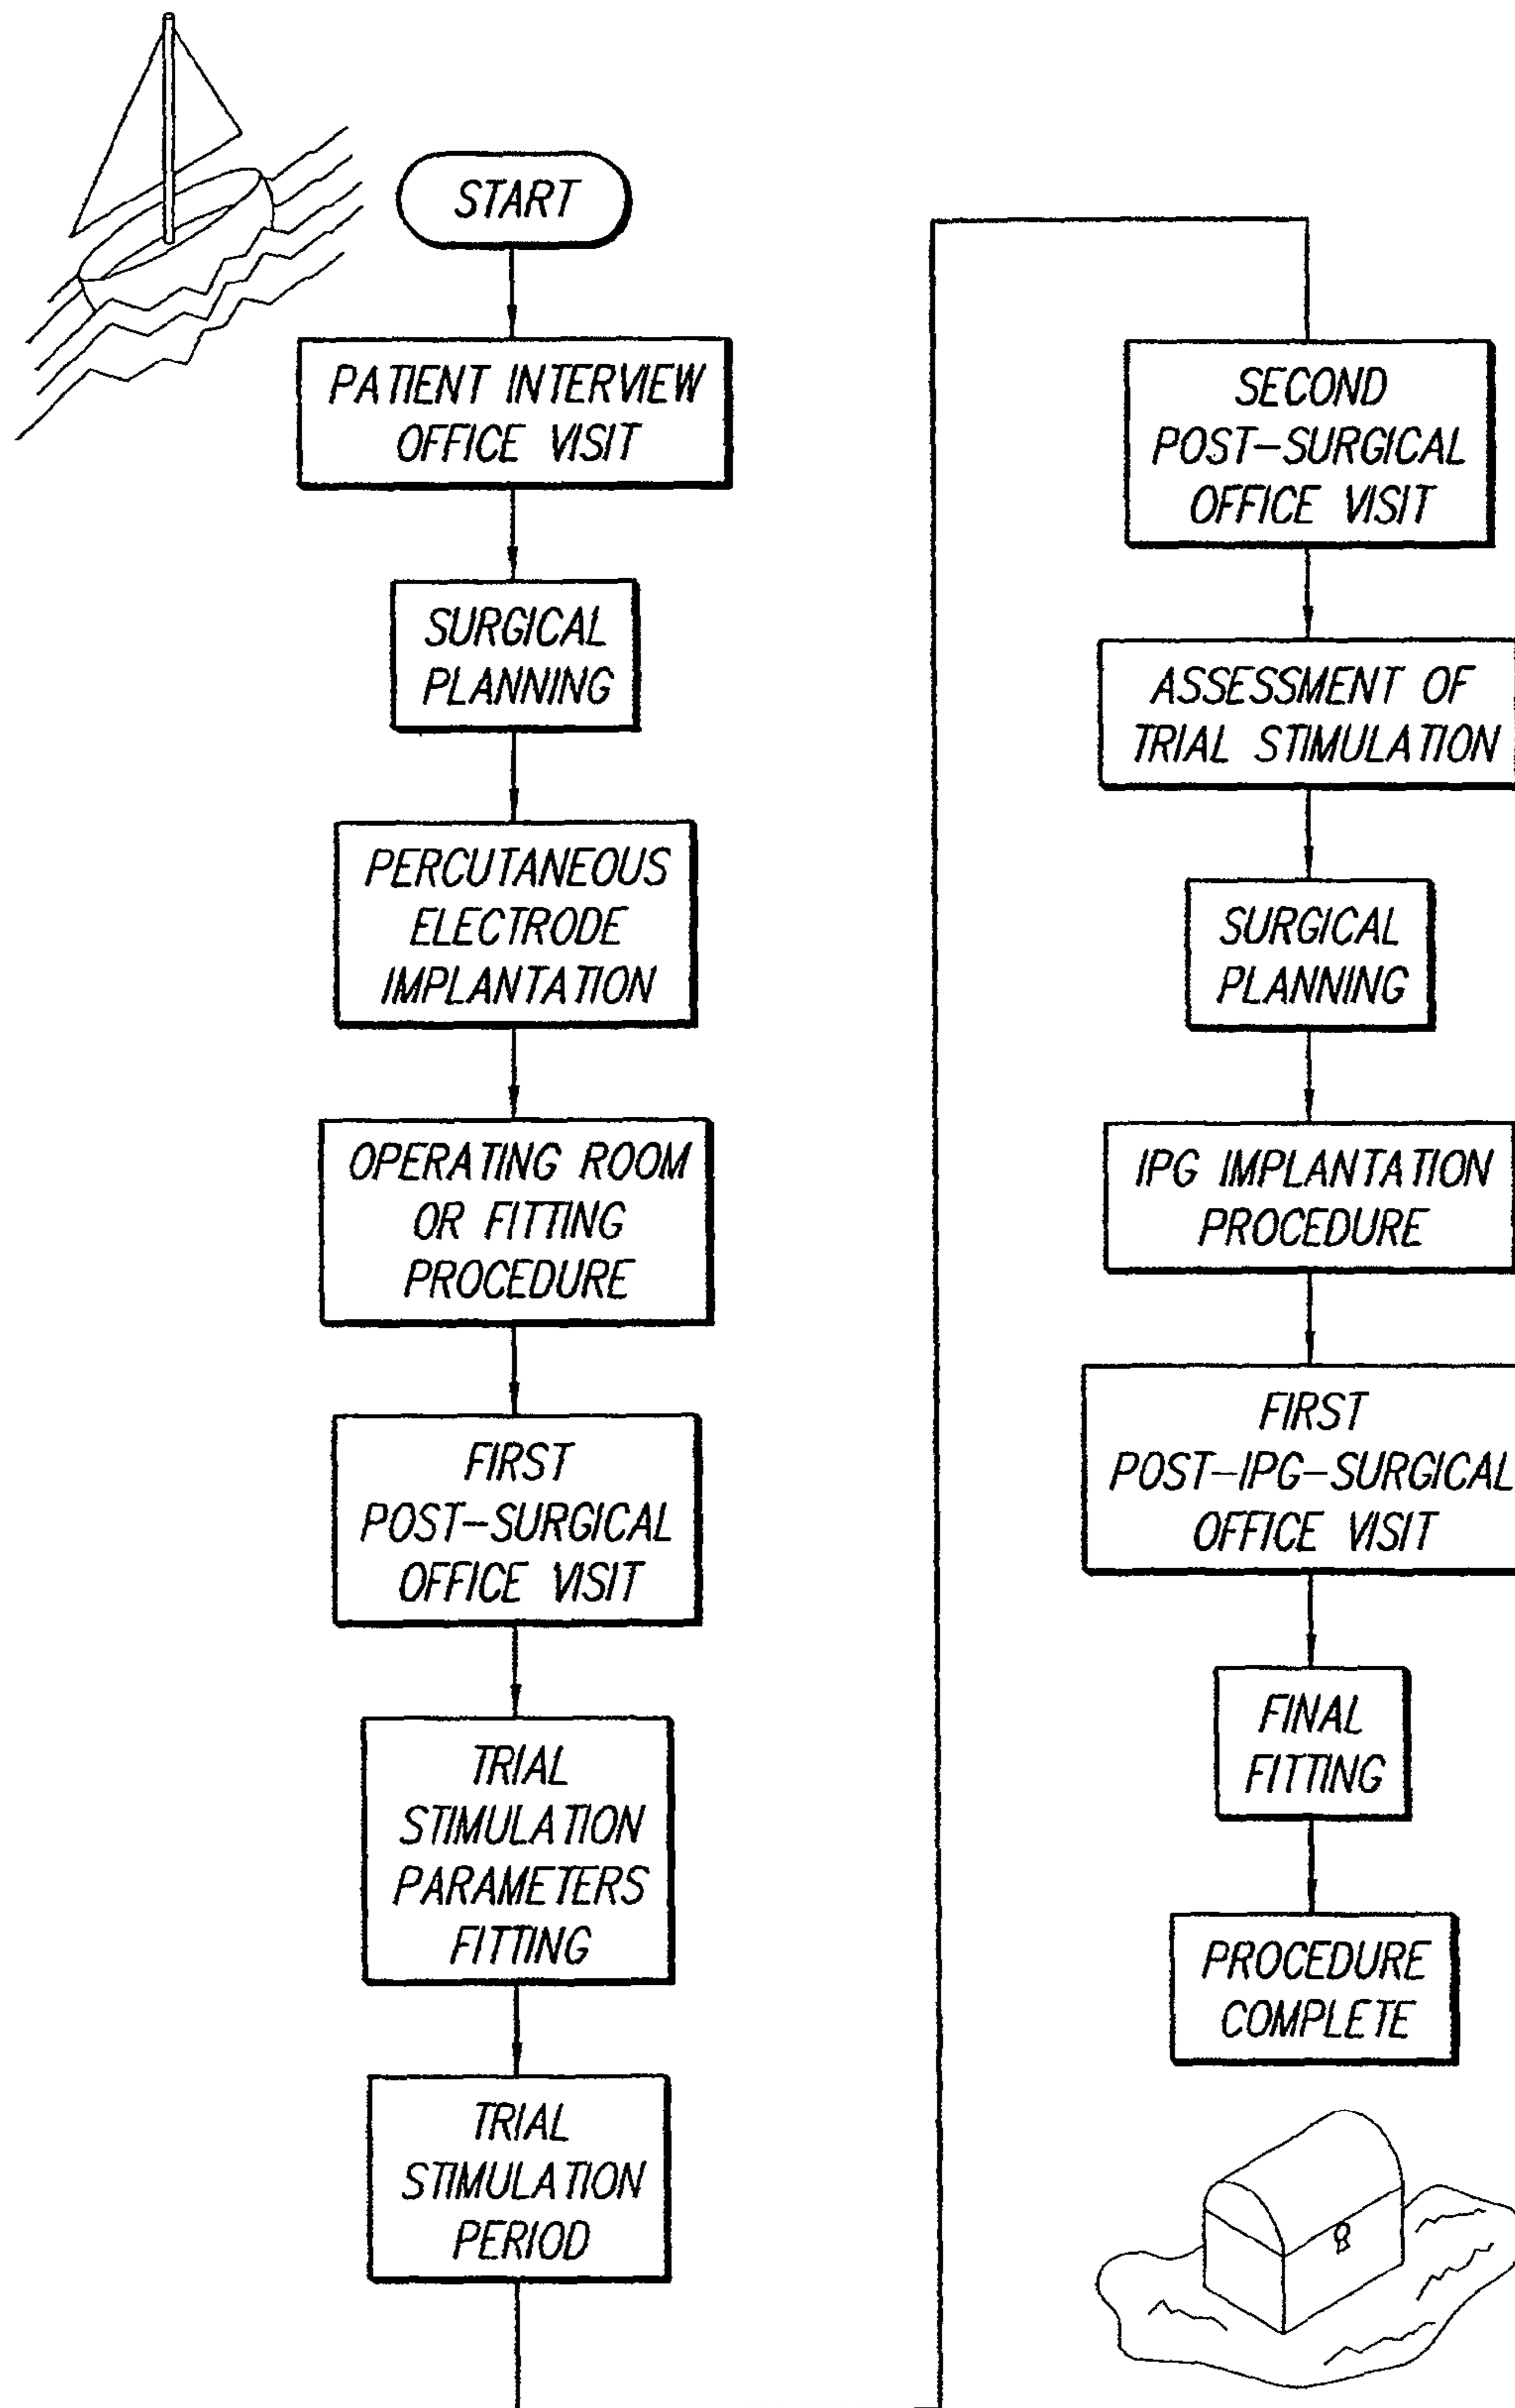 START
PATIENT INTERVIEW
OFFICE VISIT
SURGICAL
PLANNING
PERCUTANEOUS
ELECTRODE
IMPLANTATION
OPERATING ROOM
OR FITTING
PROCEDURE
FIRST
POST-SURGICAL
OFFICE VISIT
TRIAL
STIMULATION
PARAMETERS
FITTING
TRIAL
STIMULATION
PERIOD
SECOND
POST-SURGICAL
OFFICE VISIT
ASSESSMENT OF
TRIAL STIMULATION
SURGICAL
PLANNING
IPG IMPLANTATION
PROCEDURE
FIRST
POST-IPG-SURGICAL
OFFICE VISIT
FINAL
FITTING
PROCEDURE
COMPLETE